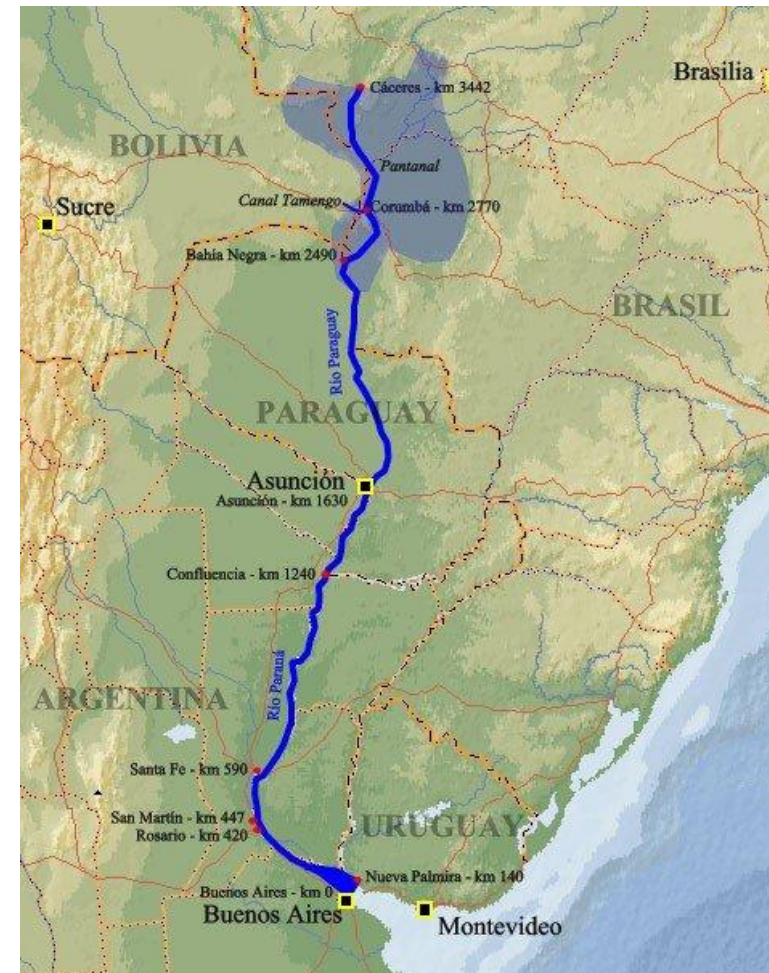 Brasilia
Cáceres - km 3442
BOLIVIA
Pantanal
Canal Tamengo
Corumbá - km 2770
Sucre
Bahía Negra - km 2490
BRASIL
Río Paraguay
PARAGUAY
Asunción
Asunción - km 1630
Confluencia - km 1240
Río Paraná
ARGENTINA
Santa Fe - km 590
San Martín - km 447
Rosario - km 420
URUGUAY
Nueva Palmira - km 140
Buenos Aires - km 0
Buenos Aires
Montevideo